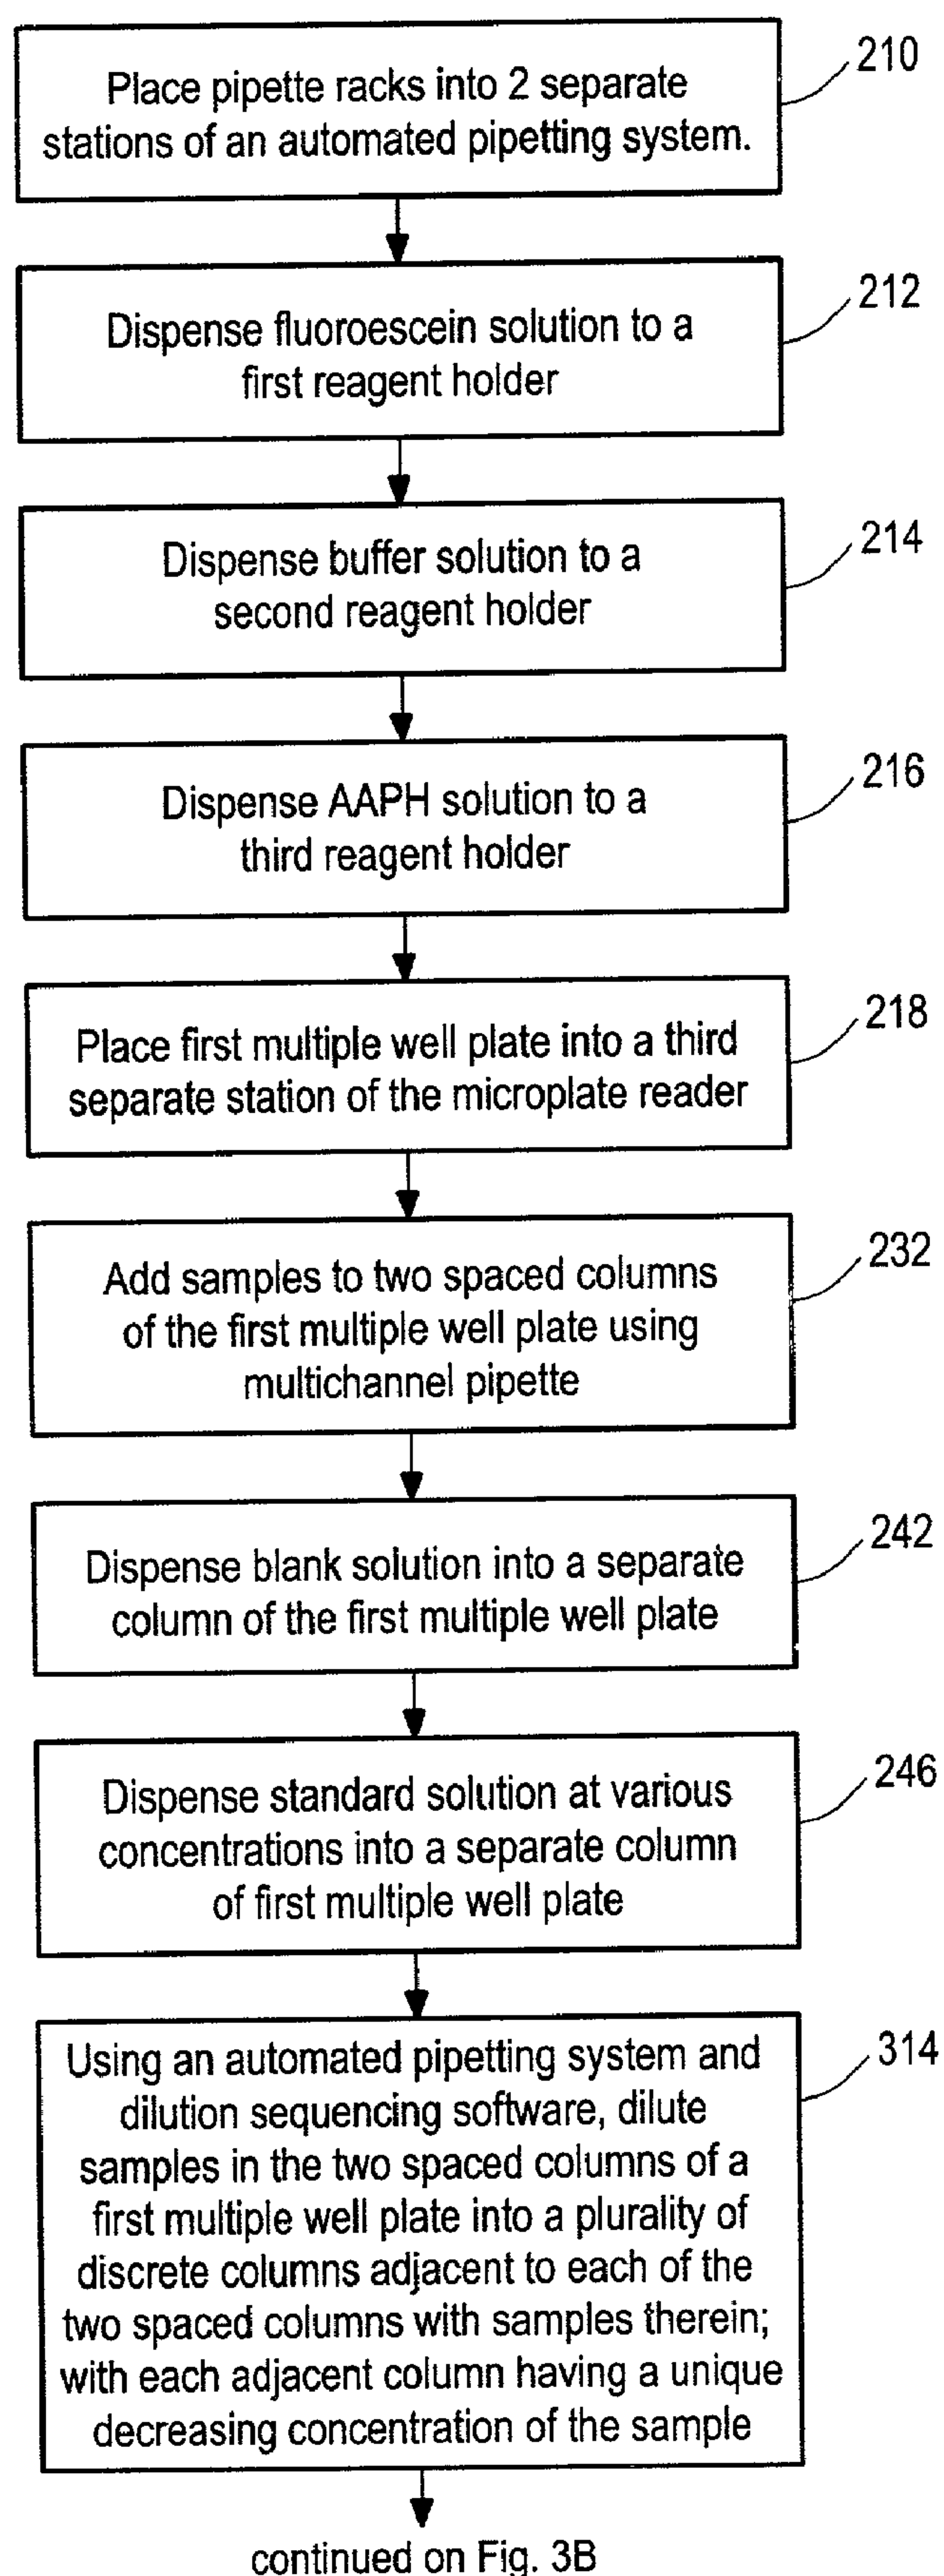 Place pipette racks into 2 separate
stations of an automated pipetting system.
210
Dispense fluoroescein solution to a
first reagent holder
212
Dispense buffer solution to a
second reagent holder
214
Dispense AAPH solution to a
third reagent holder
216
Place first multiple well plate into a third
separate station of the microplate reader
218
Add samples to two spaced columns
of the first multiple well plate using
multichannel pipette
232
Dispense blank solution into a separate
column of the first multiple well plate
242
Dispense standard solution at various
concentrations into a separate column
of first multiple well plate
246
Using an automated pipetting system and
dilution sequencing software, dilute
samples in the two spaced columns of a
first multiple well plate into a plurality of
discrete columns adjacent to each of the
two spaced columns with samples therein;
with each adjacent column having a unique
decreasing concentration of the sample
314
continued on Fig. 3B